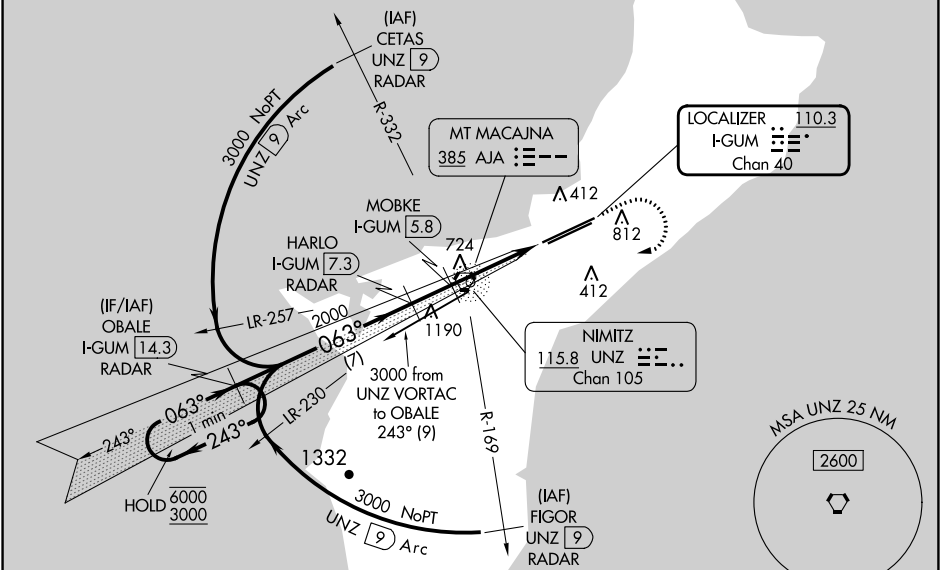 (IAF)
CETAS
UNZ 9
RADAR
3000 NoPT
UNZ 9 Arc
R-332
MT MACAJNA
385 AJA
LOCALIZER 110.3
I-GUM
Chan 40
412
812
412
MOBKE
I-GUM 5.8
724
HARLO
I-GUM 7.3
RADAR
1190
(IF/IAF)
OBALE
I-GUM 14.3
RADAR
LR-257
2000
063°
(7)
LR-230
3000 from
UNZ VORTAC
to OBALE
243° (9)
NIMITZ
115.8 UNZ
Chan 105
R-169
063°
1 min
243°
243°
HOLD 6000
3000
1332
3000 NoPT
UNZ 9 Arc
(IAF)
FIGOR
UNZ 9
RADAR
MSA UNZ 25 NM
2600